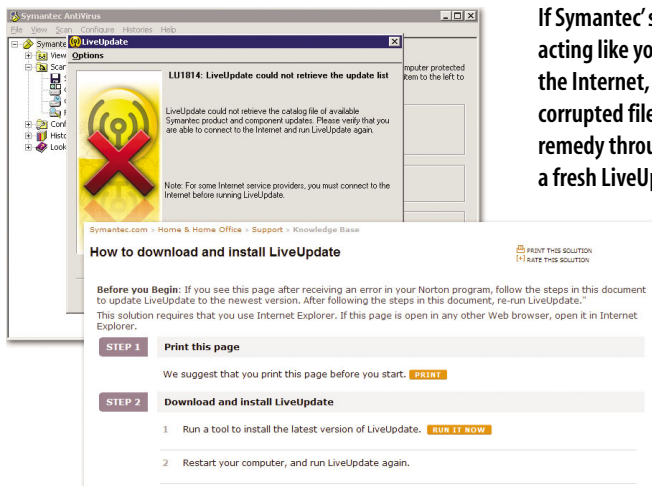 Symantec AntiVirus
File View Scan Configure Histories Help
LiveUpdate
Options
LU1814: LiveUpdate could not retrieve the update list
LiveUpdate could not retrieve the catalog file of available
Symantec product and component updates. Please verify that you
are able to connect to the Internet and run LiveUpdate again.
Note: For some Internet service providers, you must connect to the
Internet before running LiveUpdate.
View
computer protected
item to the left to
If Symantec's
acting like yo
the Internet,
corrupted file
remedy throu
a fresh LiveUp
Symantec.com > Home & Home Office > Support > Knowledge Base
How to download and install LiveUpdate
PRINT THIS SOLUTION
[+] RATE THIS SOLUTION
Before you Begin: If you see this page after receiving an error in your Norton program, follow the steps in this document
to update LiveUpdate to the newest version. After following the steps in this document, re-run LiveUpdate."
This solution requires that you use Internet Explorer. If this page is open in any other Web browser, open it in Internet
Explorer.
STEP 1 Print this page
We suggest that you print this page before you start. PRINT
STEP 2 Download and install LiveUpdate
1 Run a tool to install the latest version of LiveUpdate. RUN IT NOW
2 Restart your computer, and run LiveUpdate again.